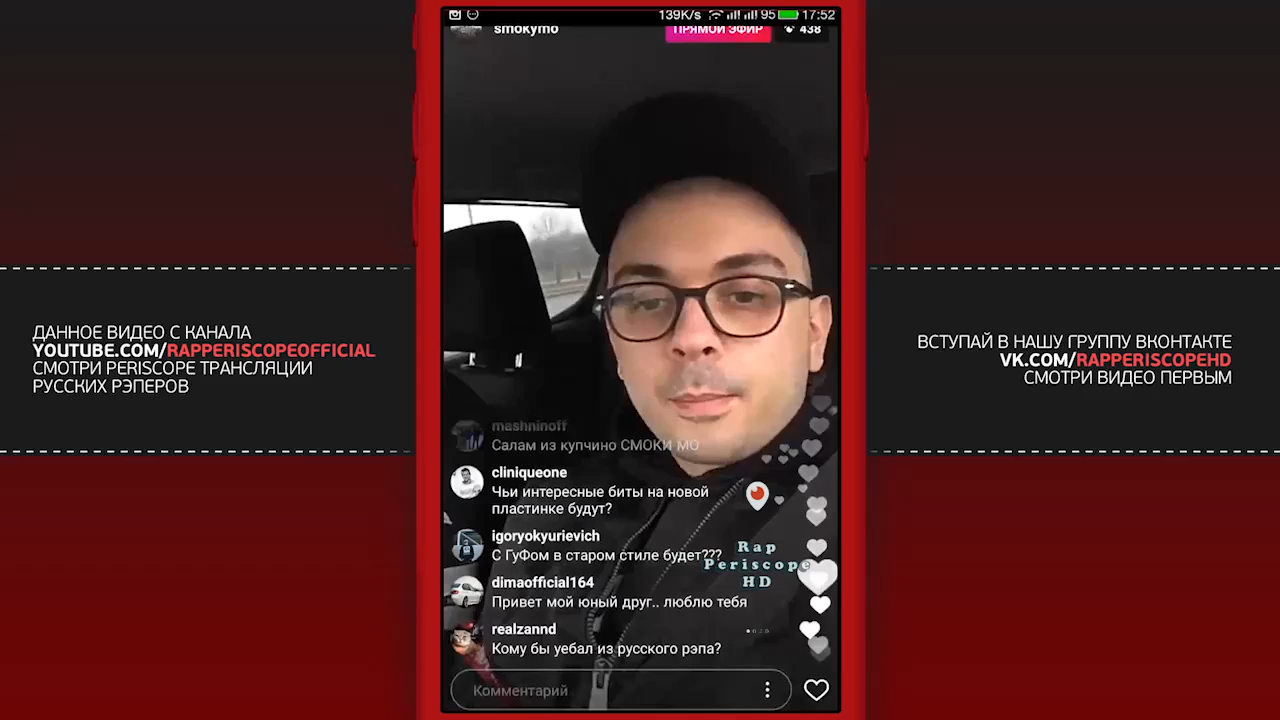 139K/s 95 17:52
smokymo ПРЯМОЙ ЭФИР 438
ДАННОЕ ВИДЕО С КАНАЛА
YOUTUBE.COM/RAPPERISCOPEOFFICIAL
СМОТРИ PERISCOPE ТРАНСЛЯЦИИ
РУССКИХ РЭПЕРОВ
ВСТУПАЙ В НАШУ ГРУППУ ВКОНТАКТЕ
VK.COM/RAPPERISCOPEHD
СМОТРИ ВИДЕО ПЕРВЫМ
mashninoff
Салам из купчино СМОКИ МО
cliniqueone
Чьи интересные биты на новой
пластинке будут?
igoryokyurievich
С ГуФом в старом стиле будет???
Rap
Periscope
HD
dimaofficial164
Привет мой юный друг.. люблю тебя
realzannd
Кому бы уебал из русского рэпа?
Комментарий